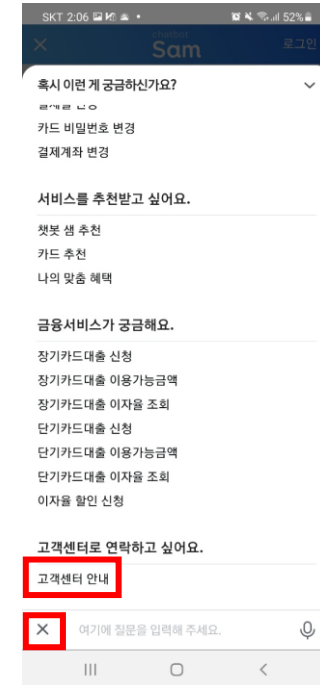 SKT 2:06
52%
chatbot
Sam
로그인
혹시 이런 게 궁금하신가요?
결제일 변경
카드 비밀번호 변경
결제계좌 변경
서비스를 추천받고 싶어요.
챗봇 샘 추천
카드 추천
나의 맞춤 혜택
금융서비스가 궁금해요.
장기카드대출 신청
장기카드대출 이용가능금액
장기카드대출 이자율 조회
단기카드대출 신청
단기카드대출 이용가능금액
단기카드대출 이자율 조회
이자율 할인 신청
고객센터로 연락하고 싶어요.
고객센터 안내
여기에 질문을 입력해 주세요.